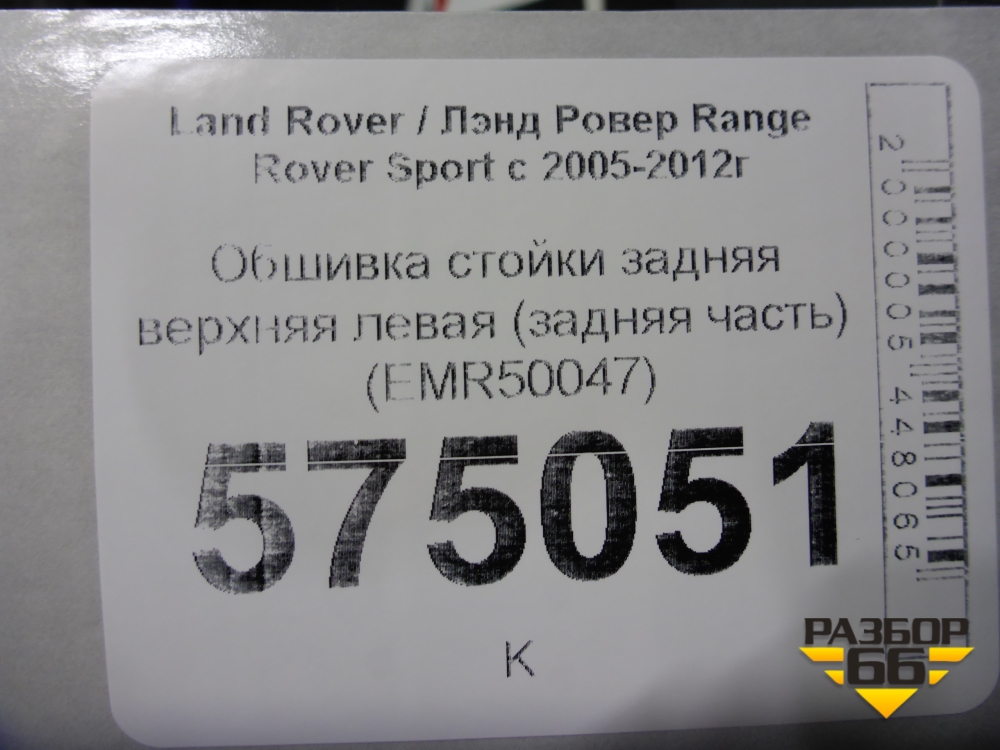 Land Rover / Лэнд Ровер Range
Rover Sport с 2005-2012г
Обшивка стойки задняя
верхняя левая (задняя часть)
(EMR50047)
575051
К
2000005448065
РАЗБОР
66